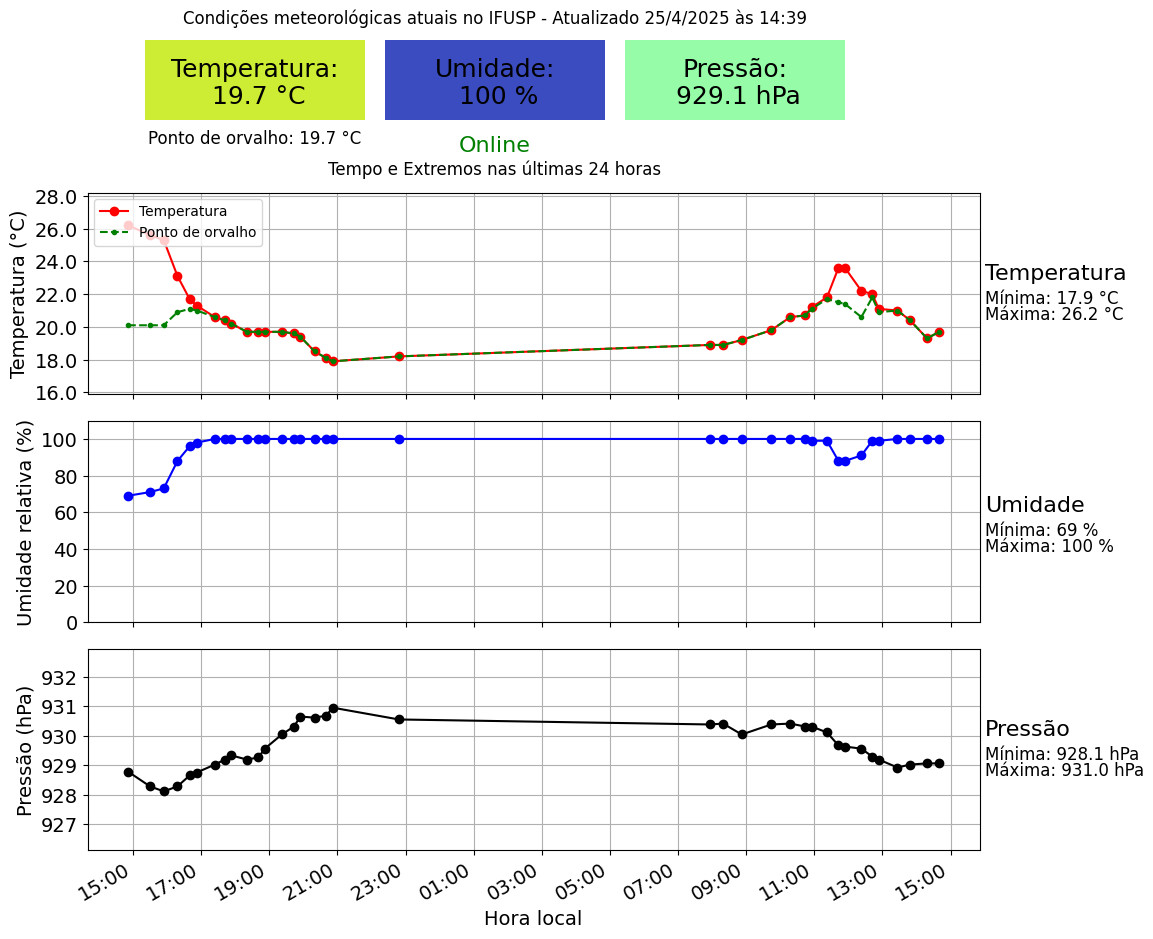 Condições meteorológicas atuais no IFUSP - Atualizado 25/4/2025 às 14:39
Temperatura:
19.7 °C
Umidade:
100 %
Pressão:
929.1 hPa
Ponto de orvalho: 19.7 °C
Online
Tempo e Extremos nas últimas 24 horas
Temperatura (°C)
28.0
26.0
24.0
22.0
20.0
18.0
16.0
Temperatura
Ponto de orvalho
Temperatura
Mínima: 17.9 °C
Máxima: 26.2 °C
Umidade relativa (%)
100
80
60
40
20
0
Umidade
Mínima: 69 %
Máxima: 100 %
Pressão (hPa)
932
931
930
929
928
927
Pressão
Mínima: 928.1 hPa
Máxima: 931.0 hPa
15:00
17:00
19:00
21:00
23:00
01:00
03:00
05:00
07:00
09:00
11:00
13:00
15:00
Hora local